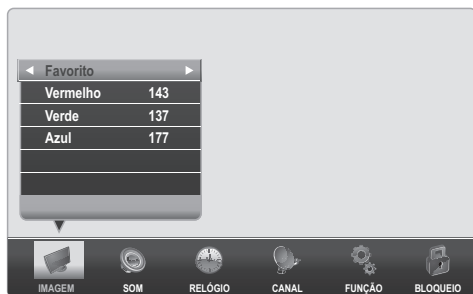 Favorito
Vermelho 143
Verde 137
Azul 177
IMAGEM SOM RELÓGIO CANAL FUNÇÃO BLOQUEIO